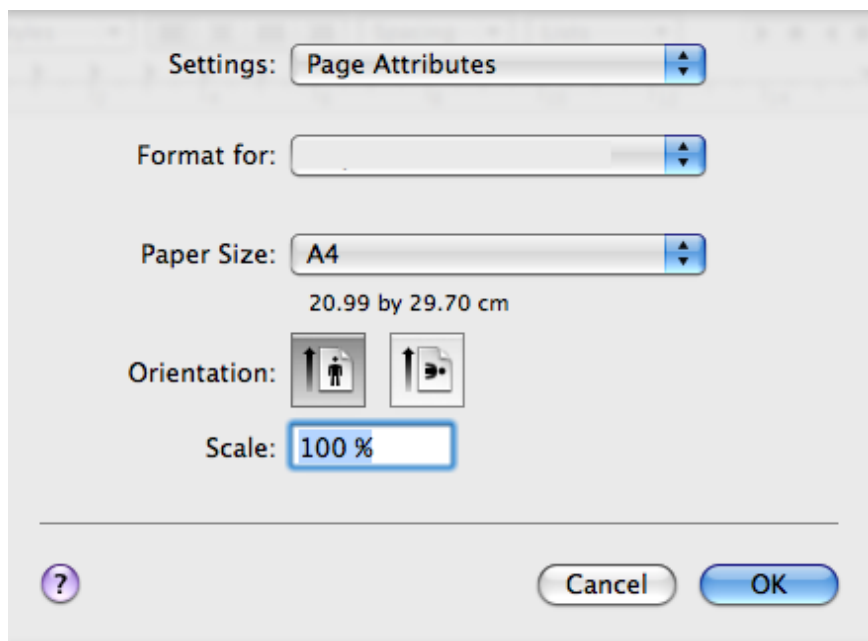 Settings: Page Attributes
Format for:
Paper Size: A4
20.99 by 29.70 cm
Orientation:
Scale: 100 %
? Cancel OK